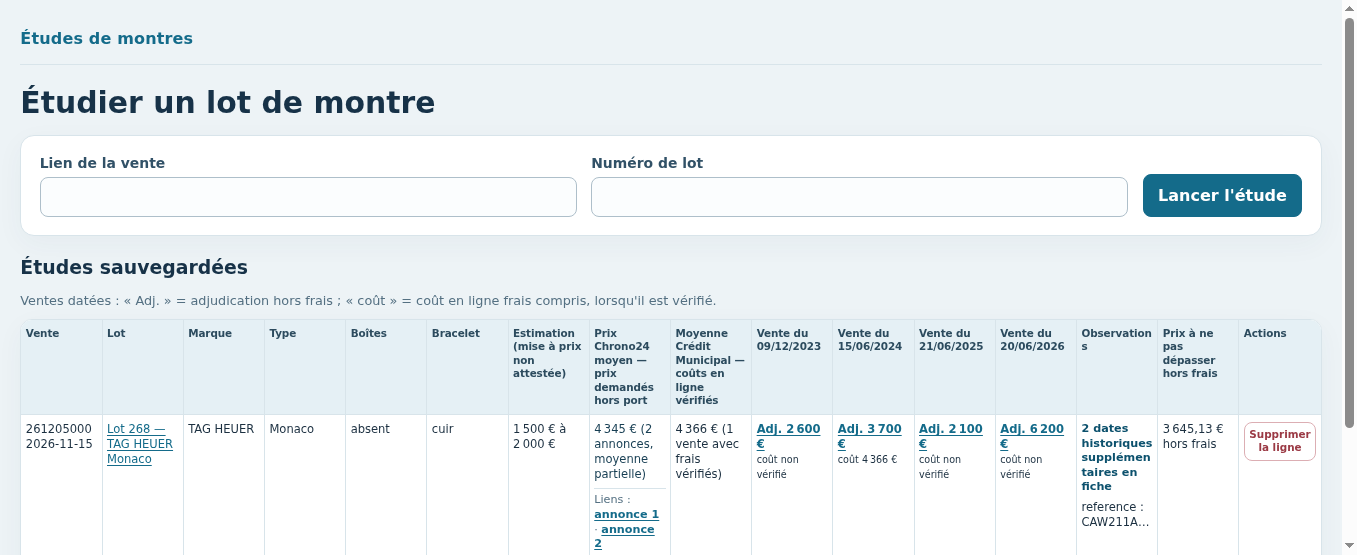 Études de montres
Étudier un lot de montre
Lien de la vente
Numéro de lot
Lancer l'étude
Études sauvegardées
Ventes datées : « Adj. » = adjudication hors frais ; « coût » = coût en ligne frais compris, lorsqu'il est vérifié.
Vente
Lot
Marque
Type
Boîtes
Bracelet
Estimation
(mise à prix
non
attestée)
Prix
Chrono24
moyen —
prix
demandés
hors port
Moyenne
Crédit
Municipal —
coûts en
ligne
vérifiés
Vente du
09/12/2023
Vente du
15/06/2024
Vente du
21/06/2025
Vente du
20/06/2026
Observation
s
Prix à ne
pas
dépasser
hors frais
Actions
261205000
2026-11-15
Lot 268 —
TAG HEUER
Monaco
TAG HEUER
Monaco
absent
cuir
1 500 € à
2 000 €
4 345 € (2
annonces,
moyenne
partielle)
Liens :
annonce 1
· annonce
2
4 366 € (1
vente avec
frais
vérifiés)
Adj. 2 600
€
coût non
vérifié
Adj. 3 700
€
coût 4 366 €
Adj. 2 100
€
coût non
vérifié
Adj. 6 200
€
coût non
vérifié
2 dates
historiques
supplémen
taires en
fiche
reference :
CAW211A…
3 645,13 €
hors frais
Supprimer
la ligne